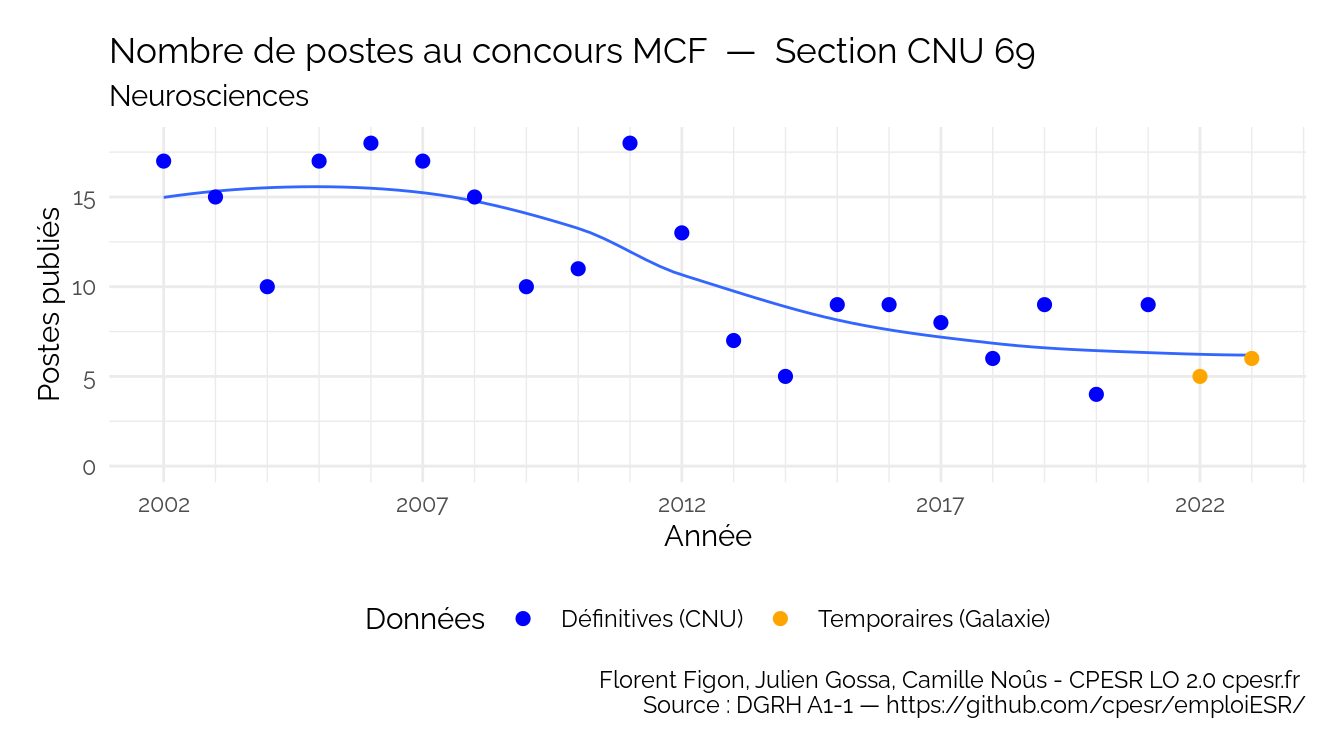 Nombre de postes au concours MCF — Section CNU 69
Neurosciences
Postes publiés
15
10
5
0
2002 2007 2012 2017 2022
Année
Données Définitives (CNU) Temporaires (Galaxie)
Florent Figon, Julien Gossa, Camille Noûs - CPESR LO 2.0 cpesr.fr
Source : DGRH A1-1 — https://github.com/cpesr/emploiESR/